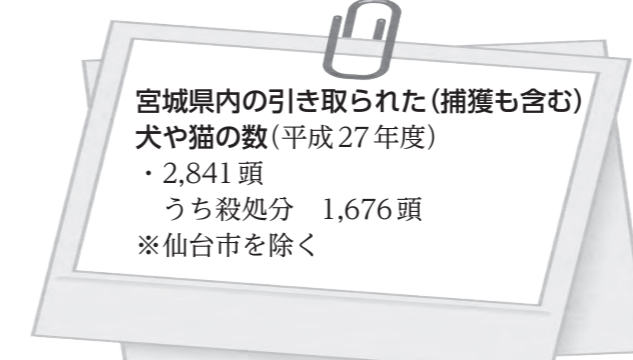 宮城県内の引き取られた(捕獲も含む)
犬や猫の数(平成27年度)
・2,841頭
うち殺処分　1,676頭
※仙台市を除く